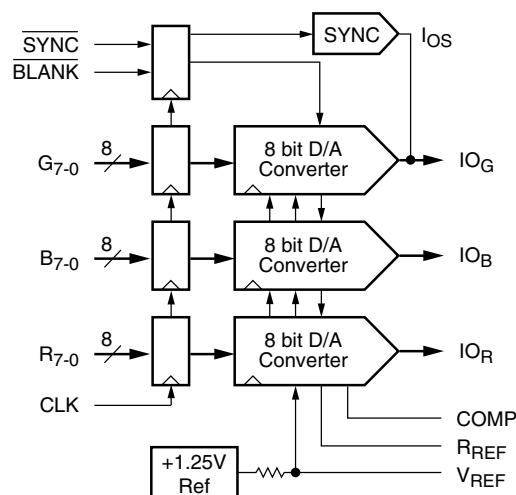 SYNC
SYNC
I_OS
BLANK
8
G_7-0
8 bit D/A
Converter
IO_G
8
B_7-0
8 bit D/A
Converter
IO_B
8
R_7-0
8 bit D/A
Converter
IO_R
CLK
COMP
R_REF
+1.25V
Ref
V_REF